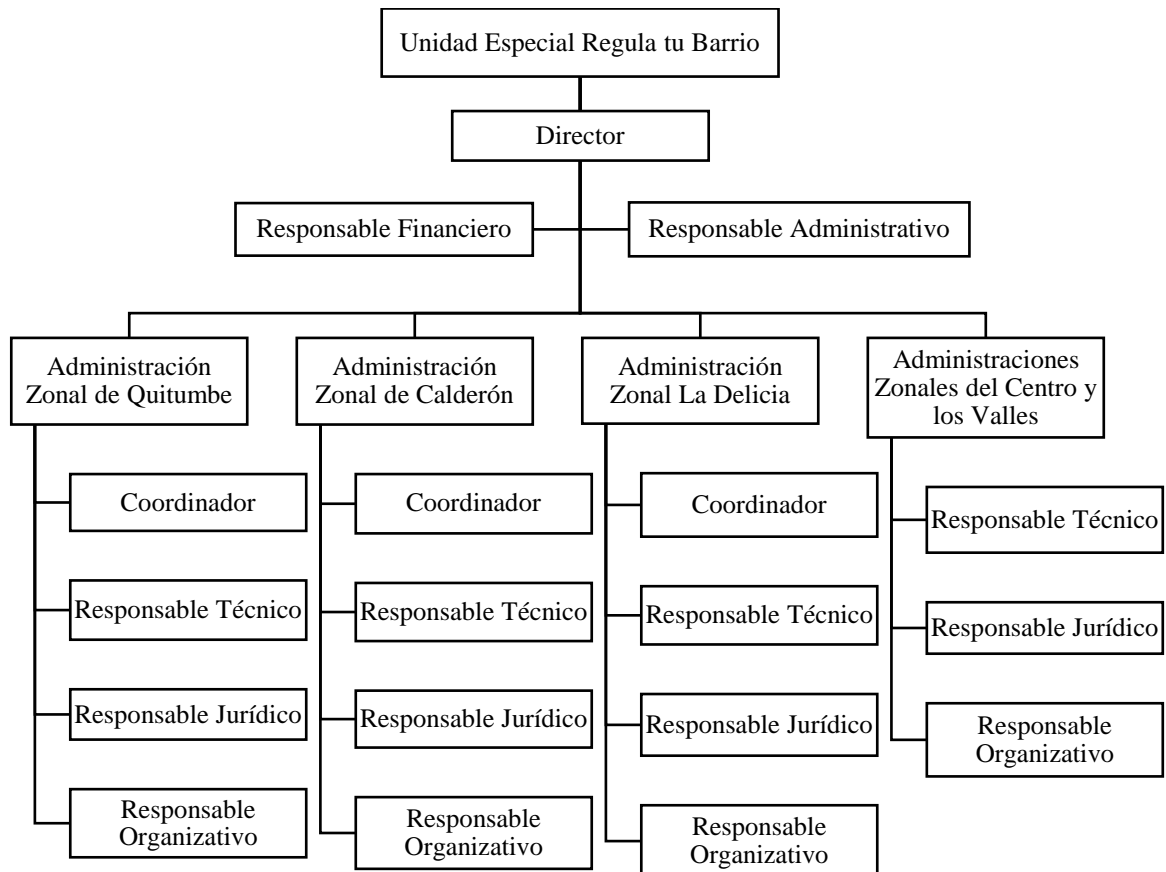 Unidad Especial Regula tu Barrio
Director
Responsable Financiero
Responsable Administrativo
Administración
Zonal de Quitumbe
Coordinador
Responsable Técnico
Responsable Jurídico
Responsable
Organizativo
Administración
Zonal de Calderón
Coordinador
Responsable Técnico
Responsable Jurídico
Responsable
Organizativo
Administración
Zonal La Delicia
Coordinador
Responsable Técnico
Responsable Jurídico
Responsable
Organizativo
Administraciones
Zonales del Centro y
los Valles
Responsable Técnico
Responsable Jurídico
Responsable
Organizativo